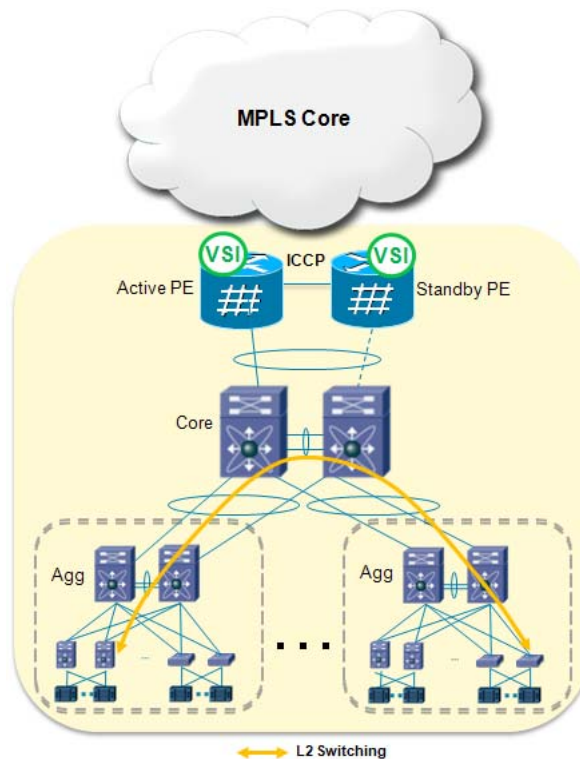 MPLS Core
VSI
ICCP
VSI
Active PE
Standby PE
Core
Agg
Agg
...
...
...
L2 Switching